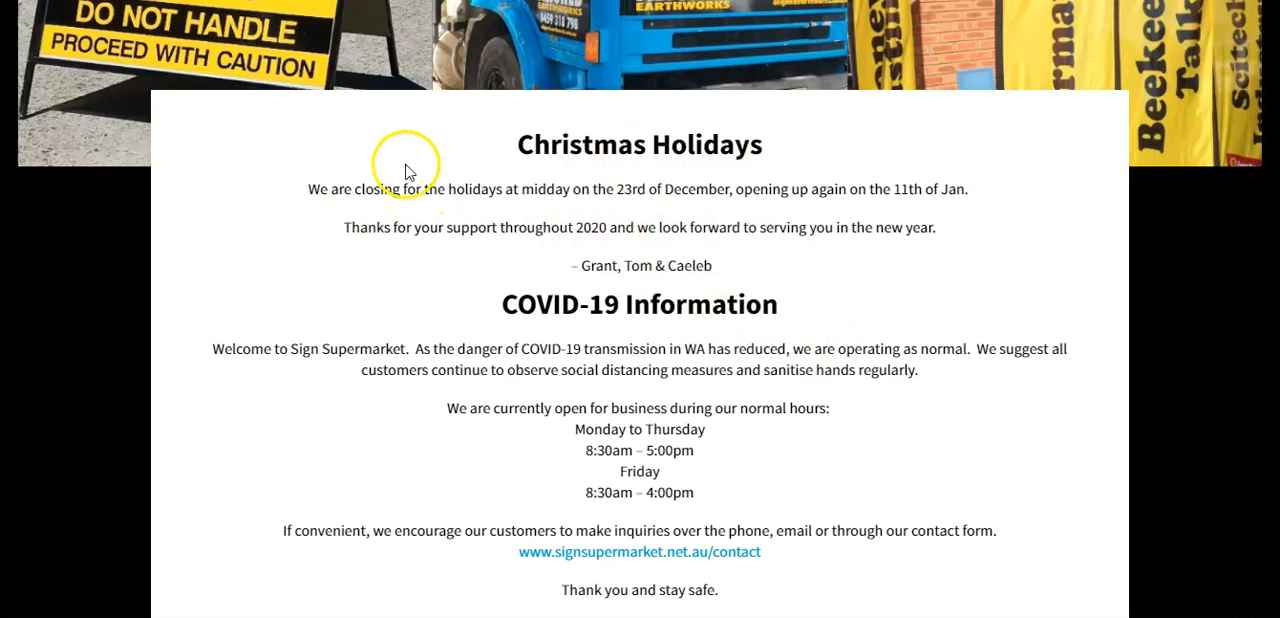 DO NOT HANDLE
PROCEED WITH CAUTION
EARTHWORKS
0459 318 798
EARTHWORKS
Beekee
Talk
Scitech
Christmas Holidays
We are closing for the holidays at midday on the 23rd of December, opening up again on the 11th of Jan.
Thanks for your support throughout 2020 and we look forward to serving you in the new year.
– Grant, Tom & Caeleb
COVID-19 Information
Welcome to Sign Supermarket.  As the danger of COVID-19 transmission in WA has reduced, we are operating as normal.  We suggest all
customers continue to observe social distancing measures and sanitise hands regularly.
We are currently open for business during our normal hours:
Monday to Thursday
8:30am – 5:00pm
Friday
8:30am – 4:00pm
If convenient, we encourage our customers to make inquiries over the phone, email or through our contact form.
www.signsupermarket.net.au/contact
Thank you and stay safe.